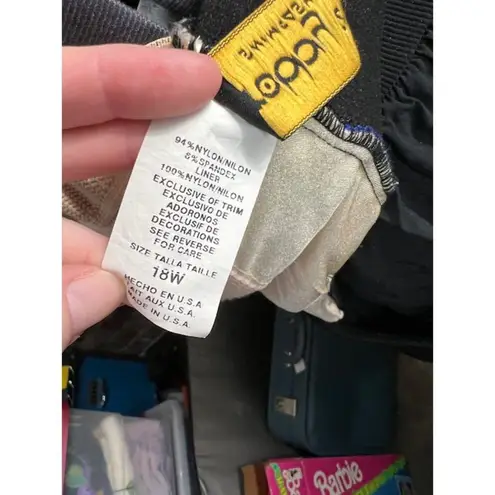 94% NYLON/NILON
8% SPANDEX
LINER
100% NYLON/NILON
EXCLUSIVE OF TRIM
EXCLUSIVO DE
ADORONOS
EXCLUSIF DE
DECORATIONS
SEE REVERSE
FOR CARE
SIZE TALLA TAILLE
18W
HECHO EN U.S.A.
FAIT AUX U.S.A.
MADE IN U.S.A.
Barbie